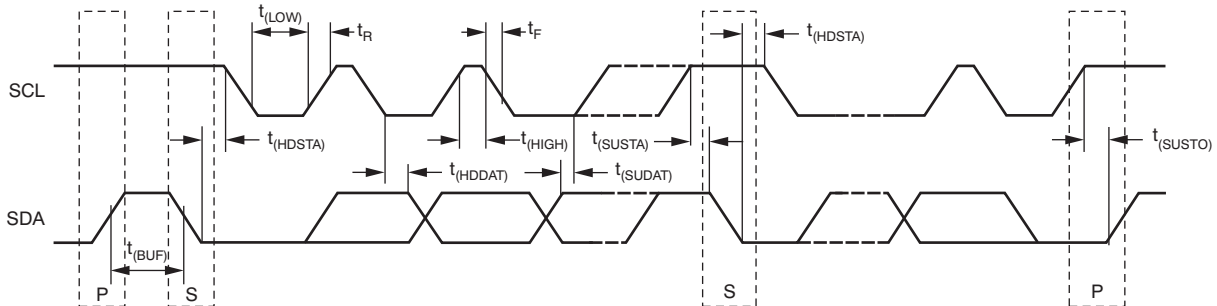 t(LOW)
tR
tF
t(HDSTA)
SCL
t(HDSTA)
t(HIGH)
t(SUSTA)
t(SUSTO)
t(HDDAT)
t(SUDAT)
SDA
t(BUF)
P
S
S
P